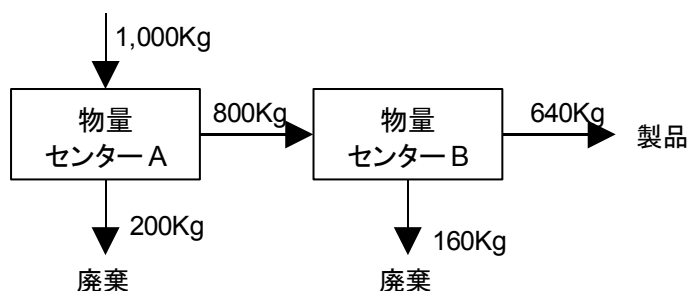 1,000Kg
物量
センターA
800Kg
物量
センターB
640Kg
製品
200Kg
廃棄
160Kg
廃棄